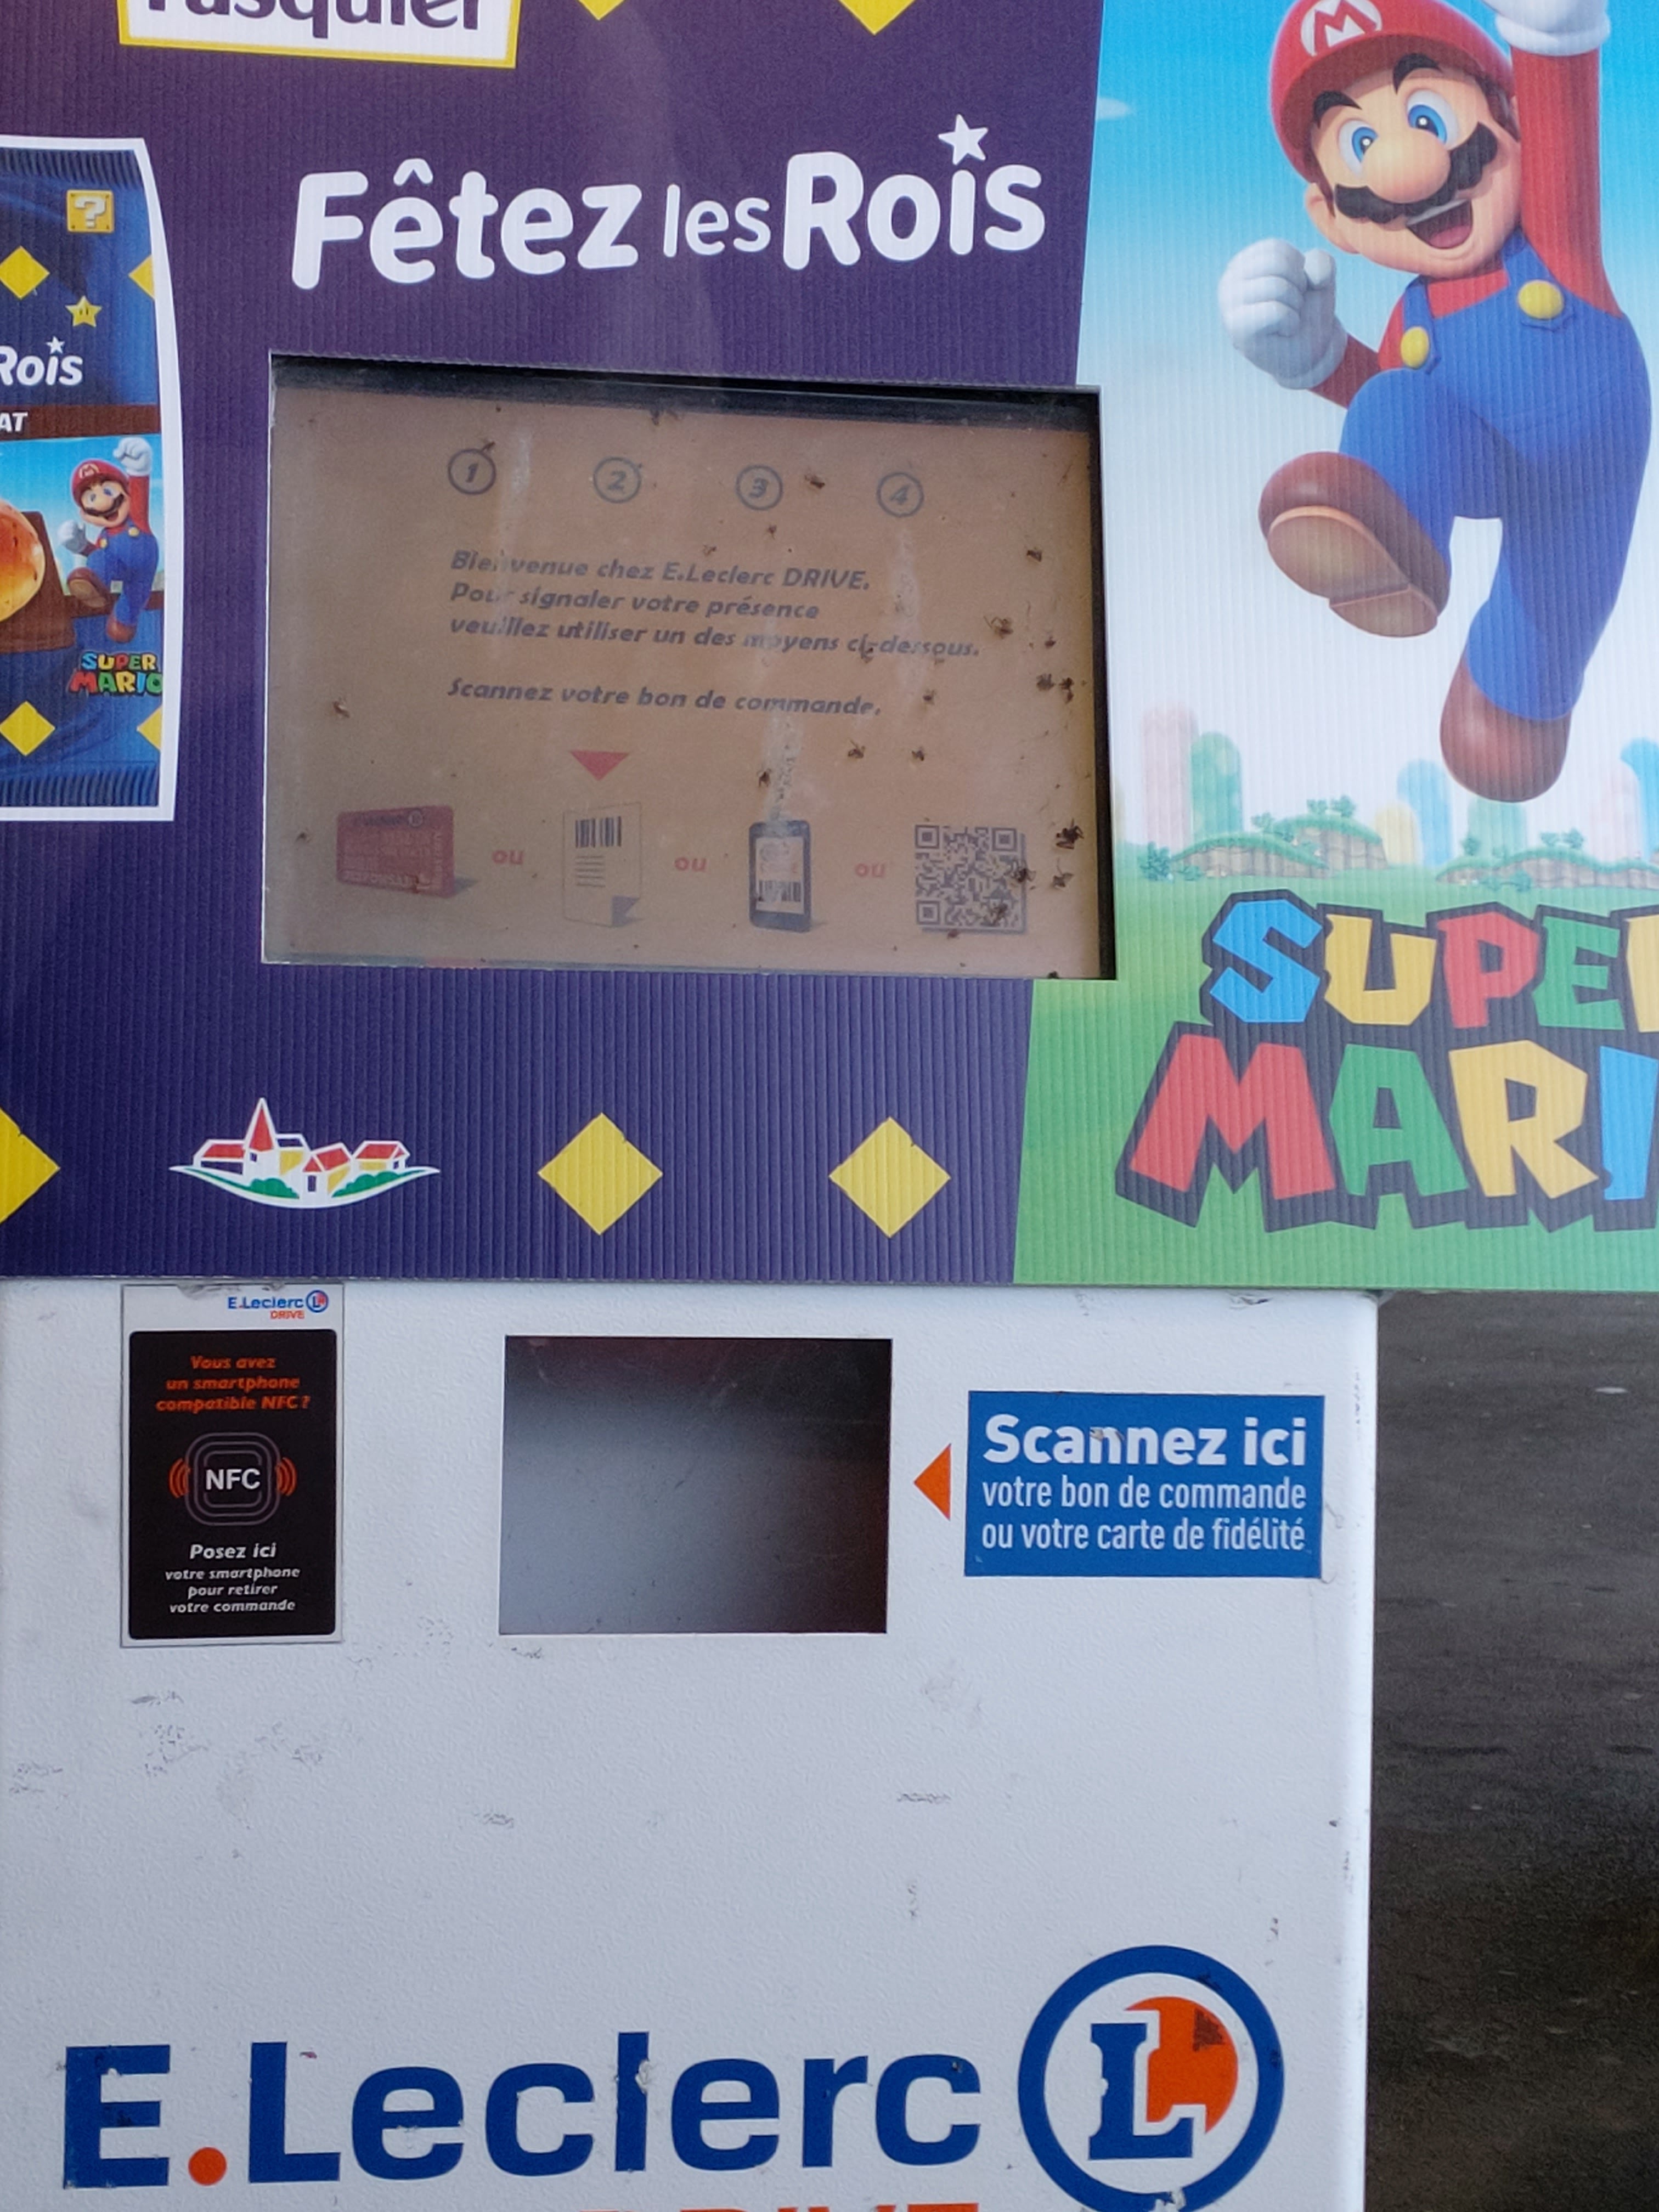 Pasquier
Fêtez les Rois
Rois
SUPER
MARIO
1 2 3 4
Bienvenue chez E.Leclerc DRIVE.
Pour signaler votre présence
veuillez utiliser un des moyens ci-dessous.
Scannez votre bon de commande.
ou ou ou
SUPER
MARI
E.Leclerc L
DRIVE
Vous avez
un smartphone
compatible NFC ?
NFC
Posez ici
votre smartphone
pour retirer
votre commande
Scannez ici
votre bon de commande
ou votre carte de fidélité
E.Leclerc L
DRIVE